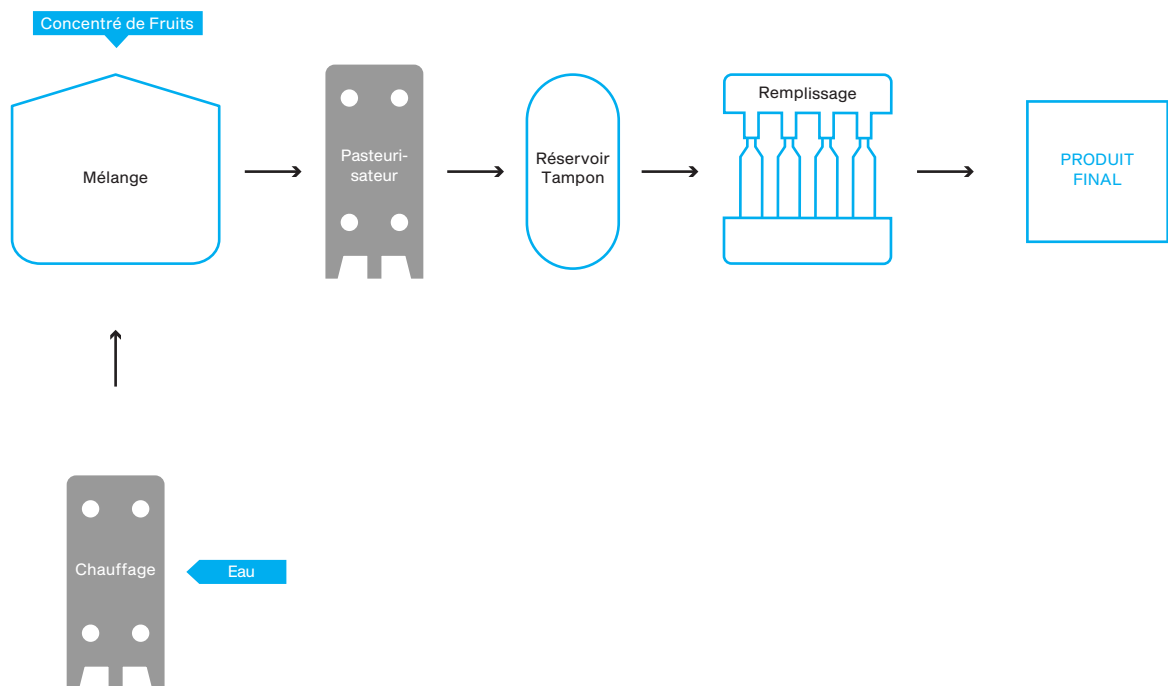 Concentré de Fruits
Mélange
Pasteuri-
sateur
Réservoir
Tampon
Remplissage
PRODUIT
FINAL
Chauffage
Eau